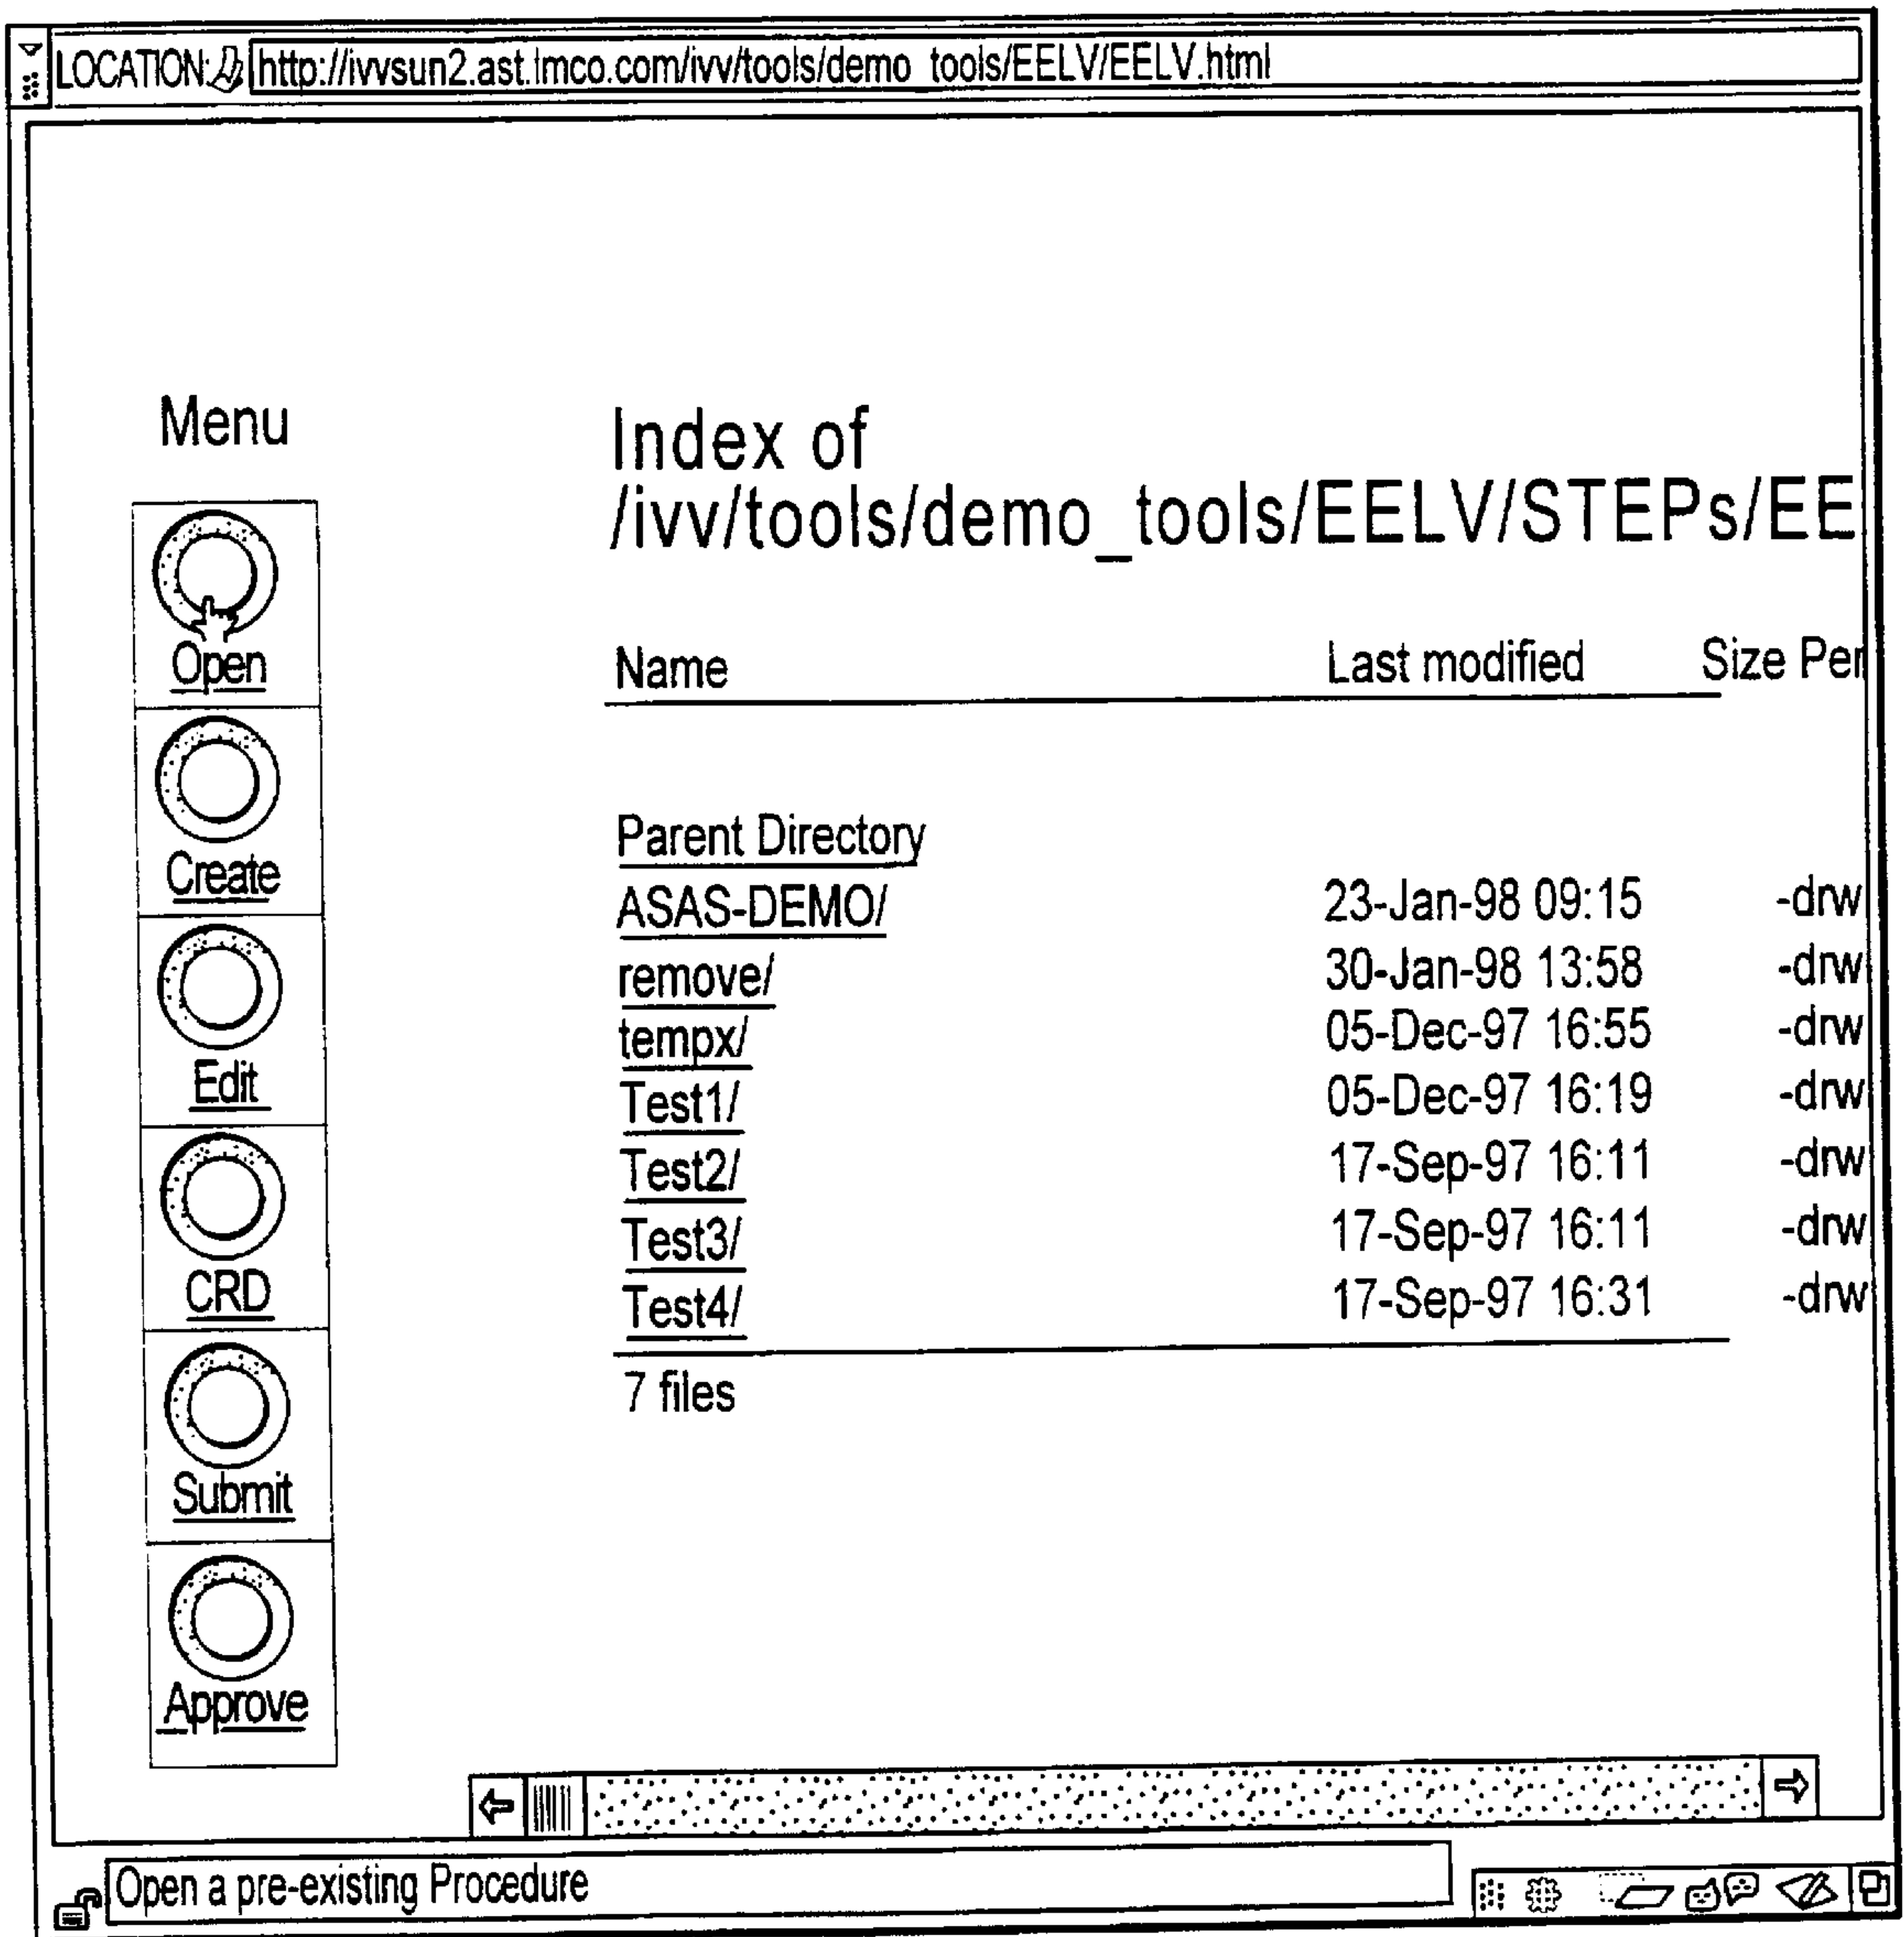 LOCATION: http://ivvsun2.ast.lmco.com/ivv/tools/demo_tools/EELV/EELV.html
Menu
Open
Create
Edit
CRD
Submit
Approve
Index of
/ivv/tools/demo_tools/EELV/STEPs/EE
Name Last modified Size Per
Parent Directory
ASAS-DEMO/ 23-Jan-98 09:15 -drw
remove/ 30-Jan-98 13:58 -drw
tempx/ 05-Dec-97 16:55 -drw
Test1/ 05-Dec-97 16:19 -drw
Test2/ 17-Sep-97 16:11 -drw
Test3/ 17-Sep-97 16:11 -drw
Test4/ 17-Sep-97 16:31 -drw
7 files
Open a pre-existing Procedure